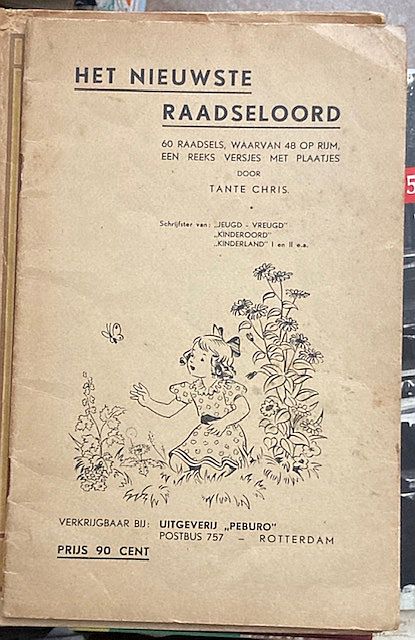 HET NIEUWSTE
RAADSELOORD
60 RAADSELS, WAARVAN 48 OP RIJM,
EEN REEKS VERSJES MET PLAATJES
DOOR
TANTE CHRIS.
Schrijfster van: „JEUGD - VREUGD"
„KINDEROORD"
„KINDERLAND" I en II e.a.
VERKRIJGBAAR BIJ: UITGEVERIJ „PEBURO"
POSTBUS 757 – ROTTERDAM
PRIJS 90 CENT
5